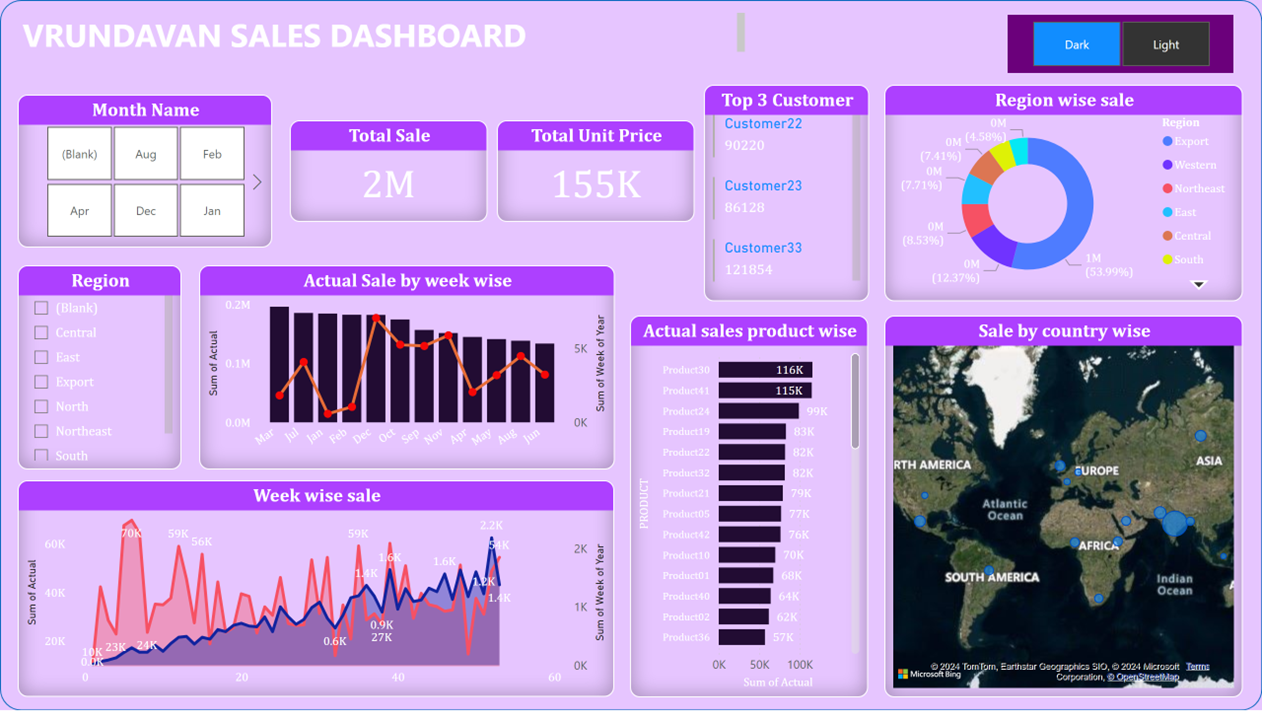 VRUNDAVAN SALES DASHBOARD
Dark
Light
Month Name
(Blank)
Aug
Feb
Apr
Dec
Jan
Total Sale
2M
Total Unit Price
155K
Top 3 Customer
Customer22
90220
Customer23
86128
Customer33
121854
Region wise sale
0M
(4.58%)
0M
(7.41%)
0M
(7.71%)
0M
(8.53%)
0M
(12.37%)
1M
(53.99%)
Region
Export
Western
Northeast
East
Central
South
Region
(Blank)
Central
East
Export
North
Northeast
South
Actual Sale by week wise
Sum of Actual
0.2M
0.1M
0.0M
Mar
Jul
Jan
Feb
Dec
Oct
Sep
Nov
Apr
May
Aug
Jun
5K
0K
Sum of Week of Year
Actual sales product wise
PRODUCT
Product30 116K
Product41 115K
Product24 99K
Product19 83K
Product22 82K
Product32 82K
Product21 79K
Product05 77K
Product42 76K
Product10 70K
Product01 68K
Product40 64K
Product02 62K
Product36 57K
0K 50K 100K
Sum of Actual
Sale by country wise
RTH AMERICA
EUROPE
ASIA
Atlantic
Ocean
AFRICA
SOUTH AMERICA
Indian
Ocean
Microsoft Bing
© 2024 TomTom, Earthstar Geographics SIO, © 2024 Microsoft Terms
Corporation, © OpenStreetMap
Week wise sale
Sum of Actual
60K
40K
20K
10K
0.0K
23K
70K
24K
59K
56K
0.6K
59K
1.4K
1.6K
0.9K
27K
1.6K
2.2K
54K
1.2K
1.4K
0 20 40 60
2K
1K
0K
Sum of Week of Year